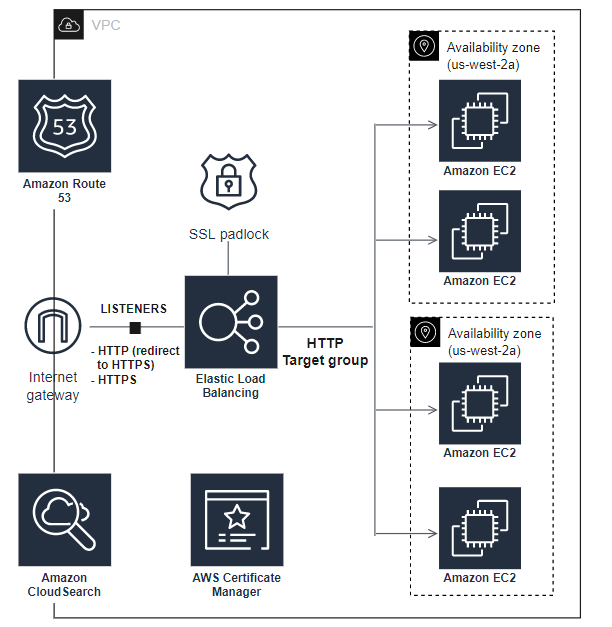 VPC
53
Amazon Route
53
SSL padlock
LISTENERS
- HTTP (redirect
to HTTPS)
- HTTPS
Internet
gateway
Elastic Load
Balancing
HTTP
Target group
Amazon
CloudSearch
AWS Certificate
Manager
Availability zone
(us-west-2a)
Amazon EC2
Amazon EC2
Availability zone
(us-west-2a)
Amazon EC2
Amazon EC2